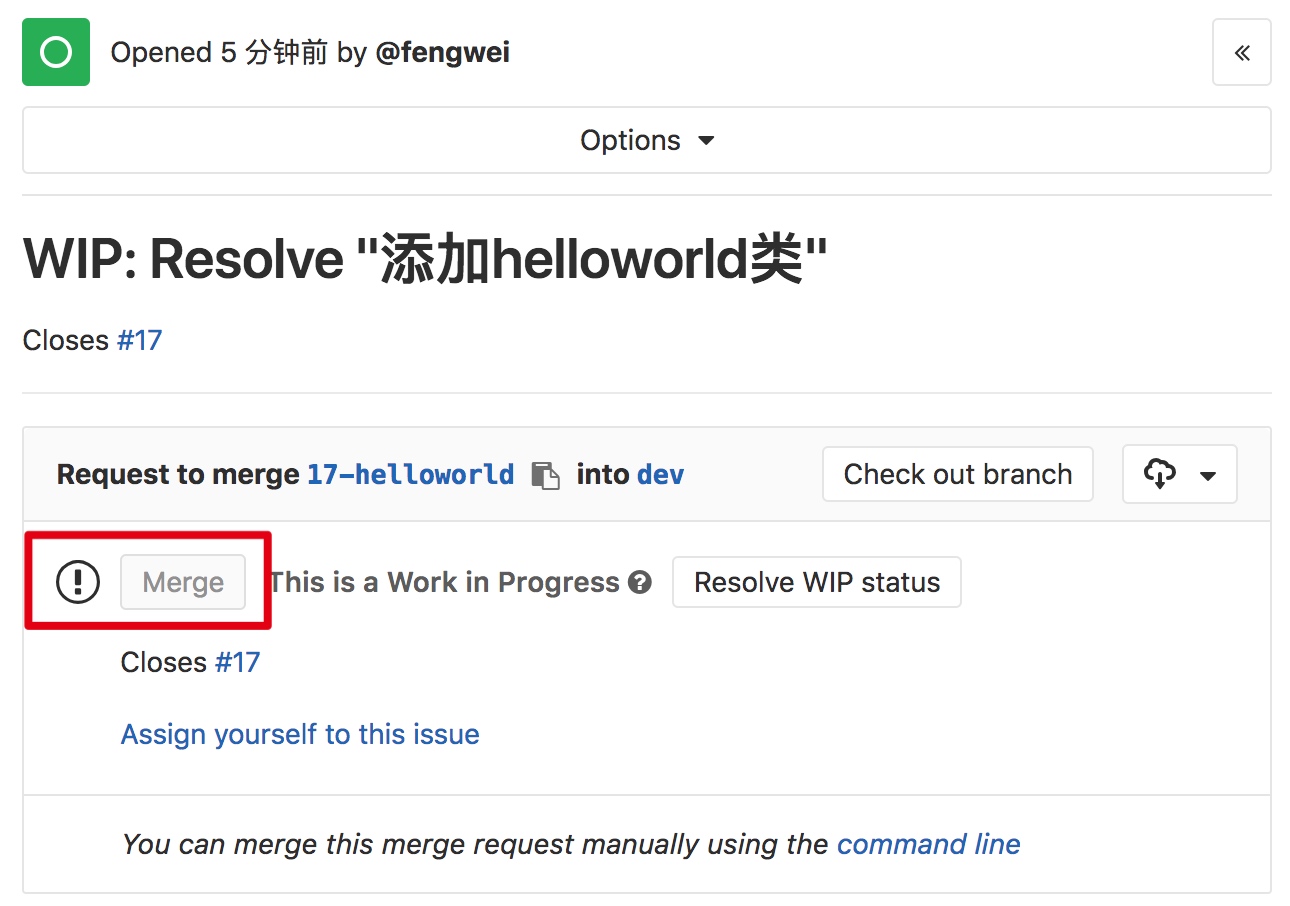 Opened 5 分钟前 by @fengwei
Options
WIP: Resolve "添加helloworld类"
Closes #17
Request to merge 17-helloworld into dev
Check out branch
Merge This is a Work in Progress Resolve WIP status
Closes #17
Assign yourself to this issue
You can merge this merge request manually using the command line